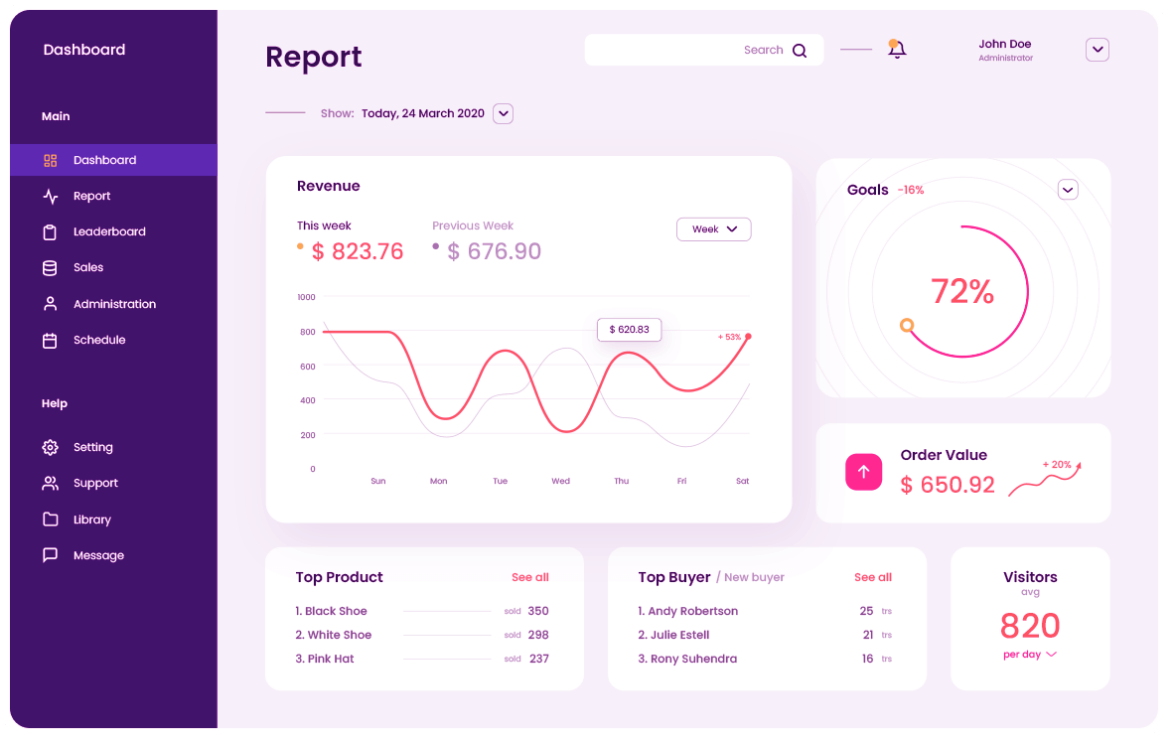 Dashboard
Main
Dashboard
Report
Leaderboard
Sales
Administration
Schedule
Help
Setting
Support
Library
Message
Report
Search
John Doe
Administrator
Show: Today, 24 March 2020
Revenue
This week
$ 823.76
Previous Week
$ 676.90
Week
1000
800
600
400
200
0
$ 620.83
+ 53%
Sun Mon Tue Wed Thu Fri Sat
Goals -16%
72%
Order Value
$ 650.92
+ 20%
Top Product See all
1. Black Shoe sold 350
2. White Shoe sold 298
3. Pink Hat sold 237
Top Buyer / New buyer See all
1. Andy Robertson 25 trs
2. Julie Estell 21 trs
3. Rony Suhendra 16 trs
Visitors
avg
820
per day